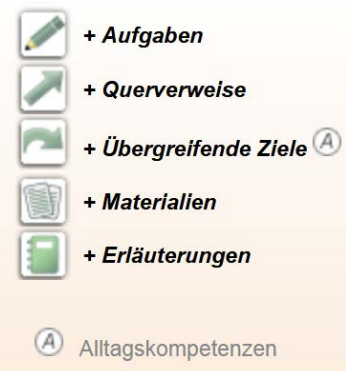 + Aufgaben
+ Querverweise
+ Übergreifende Ziele A
+ Materialien
+ Erläuterungen
A Alltagskompetenzen